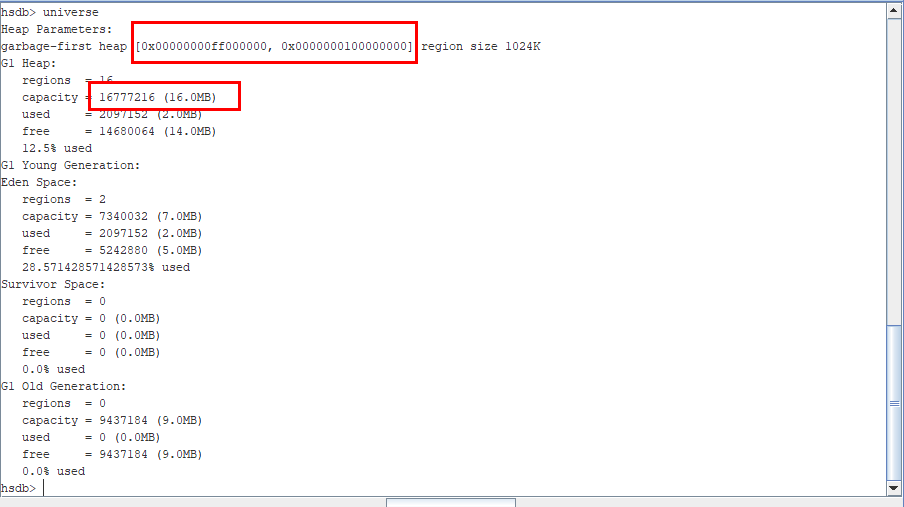 hsdb> universe
Heap Parameters:
garbage-first heap [0x00000000ff000000, 0x0000000100000000] region size 1024K
G1 Heap:
   regions  = 16
   capacity = 16777216 (16.0MB)
   used     = 2097152 (2.0MB)
   free     = 14680064 (14.0MB)
   12.5% used
G1 Young Generation:
Eden Space:
   regions  = 2
   capacity = 7340032 (7.0MB)
   used     = 2097152 (2.0MB)
   free     = 5242880 (5.0MB)
   28.571428571428573% used
Survivor Space:
   regions  = 0
   capacity = 0 (0.0MB)
   used     = 0 (0.0MB)
   free     = 0 (0.0MB)
   0.0% used
G1 Old Generation:
   regions  = 0
   capacity = 9437184 (9.0MB)
   used     = 0 (0.0MB)
   free     = 9437184 (9.0MB)
   0.0% used
hsdb>